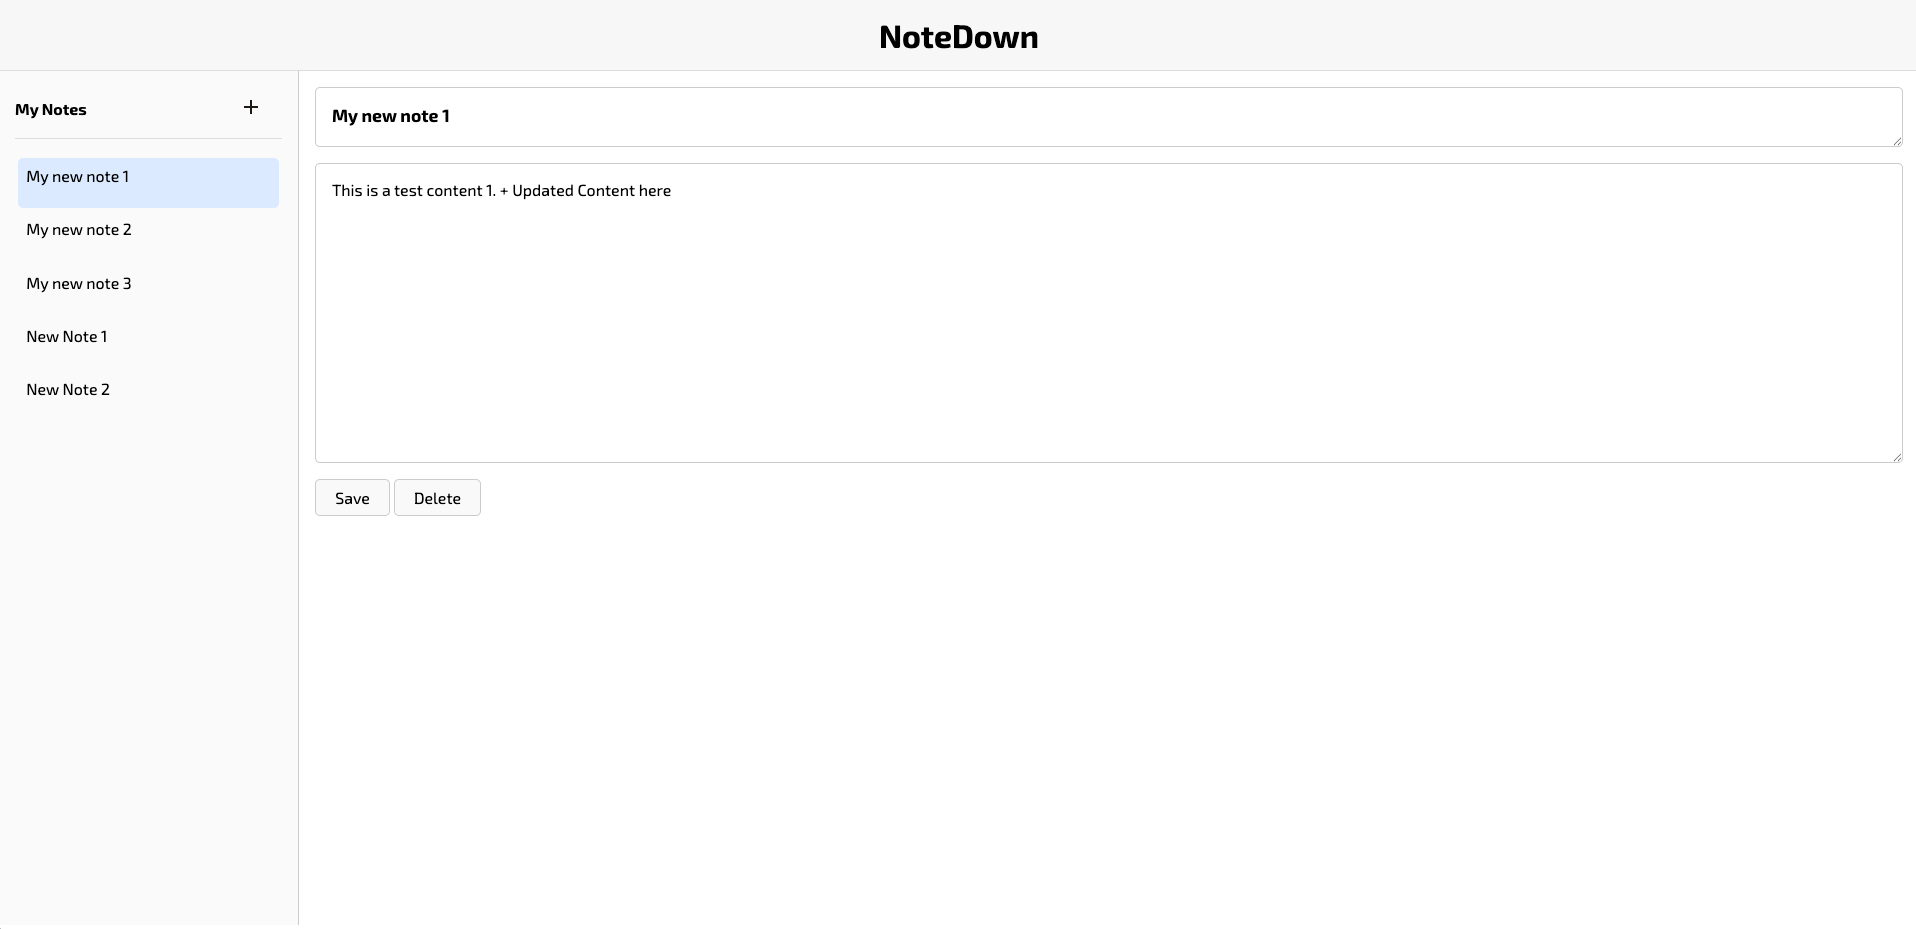 NoteDown
My Notes
+
My new note 1
My new note 2
My new note 3
New Note 1
New Note 2
My new note 1
This is a test content 1. + Updated Content here
Save
Delete